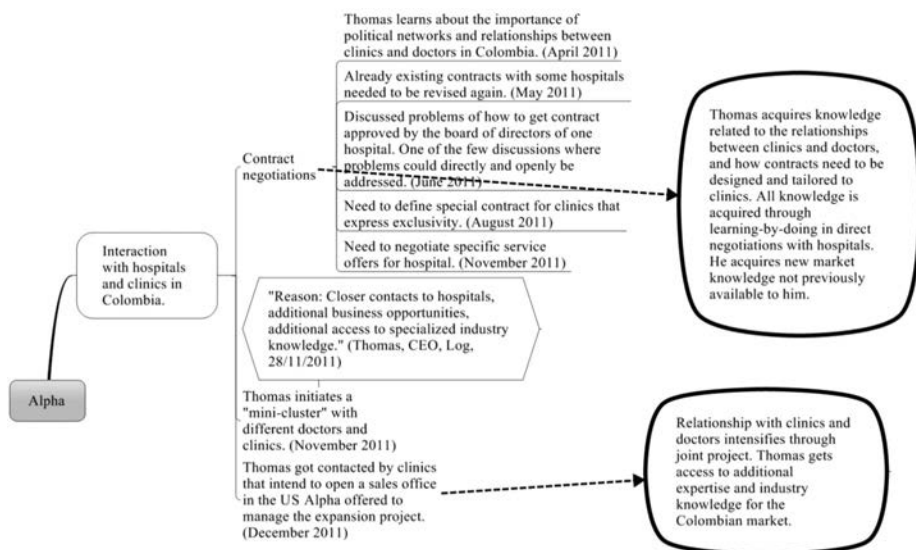 Thomas learns about the importance of
political networks and relationships between
clinics and doctors in Colombia. (April 2011)
Already existing contracts with some hospitals
needed to be revised again. (May 2011)
Discussed problems of how to get contract
approved by the board of directors of one
hospital. One of the few discussions where
problems could directly and openly be
addressed. (June 2011)
Need to define special contract for clinics that
express exclusivity. (August 2011)
Need to negotiate specific service
offers for hospital. (November 2011)
Contract
negotiations
Thomas acquires knowledge
related to the relationships
between clinics and doctors,
and how contracts need to be
designed and tailored to
clinics. All knowledge is
acquired through
learning-by-doing in direct
negotiations with hospitals.
He acquires new market
knowledge not previously
available to him.
Interaction
with hospitals
and clinics in
Colombia.
"Reason: Closer contacts to hospitals,
additional business opportunities,
additional access to specialized industry
knowledge." (Thomas, CEO, Log,
28/11/2011)
Alpha
Thomas initiates a
"mini-cluster" with
different doctors and
clinics. (November 2011)
Thomas got contacted by clinics
that intend to open a sales office
in the US Alpha offered to
manage the expansion project.
(December 2011)
Relationship with clinics and
doctors intensifies through
joint project. Thomas gets
access to additional
expertise and industry
knowledge for the
Colombian market.